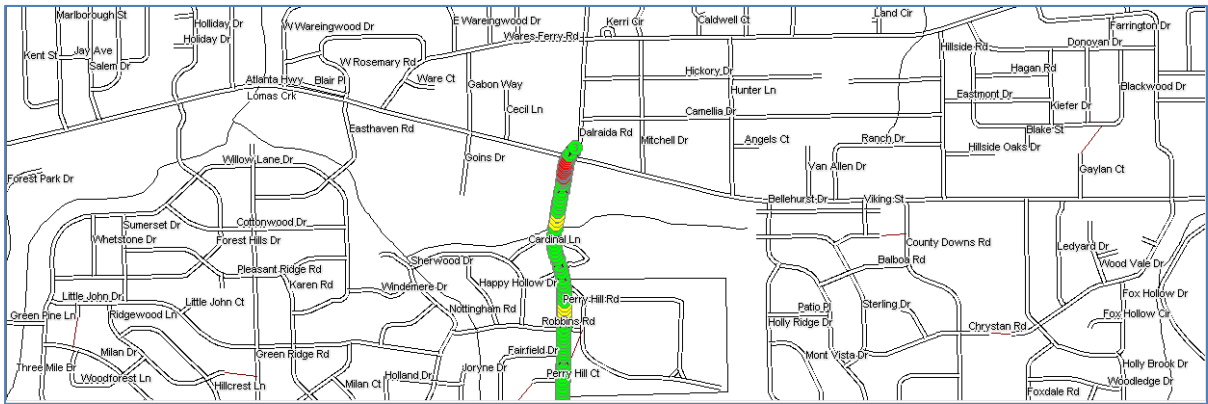 Marlborough St
Holliday Dr
W Wareingwood Dr
E Wareingwood Dr
Kerri Cir
Caldwell Ct
Land Cir
Farrington Dr
Kent St
Jay Ave
Holiday Dr
Wares Ferry Rd
Hillside Rd
Donovan Dr
Salem Dr
W Rosemary Rd
Hickory Dr
Hagan Rd
Atlanta Hwy
Blair Pl
Ware Ct
Gabon Way
Hunter Ln
Blackwood Dr
Lomas Crk
Eastmont Dr
Kiefer Dr
Cecil Ln
Camellia Dr
Easthaven Rd
Dalraida Rd
Mitchell Dr
Angels Ct
Ranch Dr
Blake St
Hillside Oaks Dr
Goins Dr
Willow Lane Dr
Van Allen Dr
Gaylan Ct
Forest Park Dr
Bellehurst Dr
Viking St
Sumerset Dr
Cottonwood Dr
Whetstone Dr
Forest Hills Dr
Cardinal Ln
County Downs Rd
Ledyard Dr
Sherwood Dr
Balboa Rd
Wood Vale Dr
Pleasant Ridge Rd
Karen Rd
Windemere Dr
Happy Hollow Dr
Little John Dr
Little John Ct
Nottingham Rd
Perry Hill Rd
Patio Pl
Sterling Dr
Fox Hollow Dr
Green Pine Ln
Ridgewood Ln
Robbins Rd
Holly Ridge Dr
Chrystan Rd
Fox Hollow Cir
Milan Dr
Green Ridge Rd
Fairfield Dr
Mont Vista Dr
Three Mile Br
Woodforest Ln
Hillcrest Ln
Milan Ct
Holland Dr
Joryne Dr
Perry Hill Ct
Holly Brook Dr
Woodledge Dr
Foxdale Rd